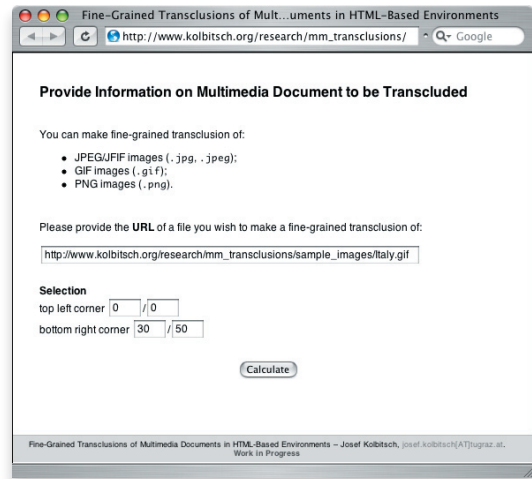 Fine-Grained Transclusions of Mult...uments in HTML-Based Environments
http://www.kolbitsch.org/research/mm_transclusions/
Google
Provide Information on Multimedia Document to be Transcluded
You can make fine-grained transclusion of:
• JPEG/JFIF images (.jpg, .jpeg);
• GIF images (.gif);
• PNG images (.png).
Please provide the URL of a file you wish to make a fine-grained transclusion of:
http://www.kolbitsch.org/research/mm_transclusions/sample_images/Italy.gif
Selection
top left corner 0 / 0
bottom right corner 30 / 50
Calculate
Fine-Grained Transclusions of Multimedia Documents in HTML-Based Environments – Josef Kolbitsch, josef.kolbitsch[AT]tugraz.at.
Work in Progress